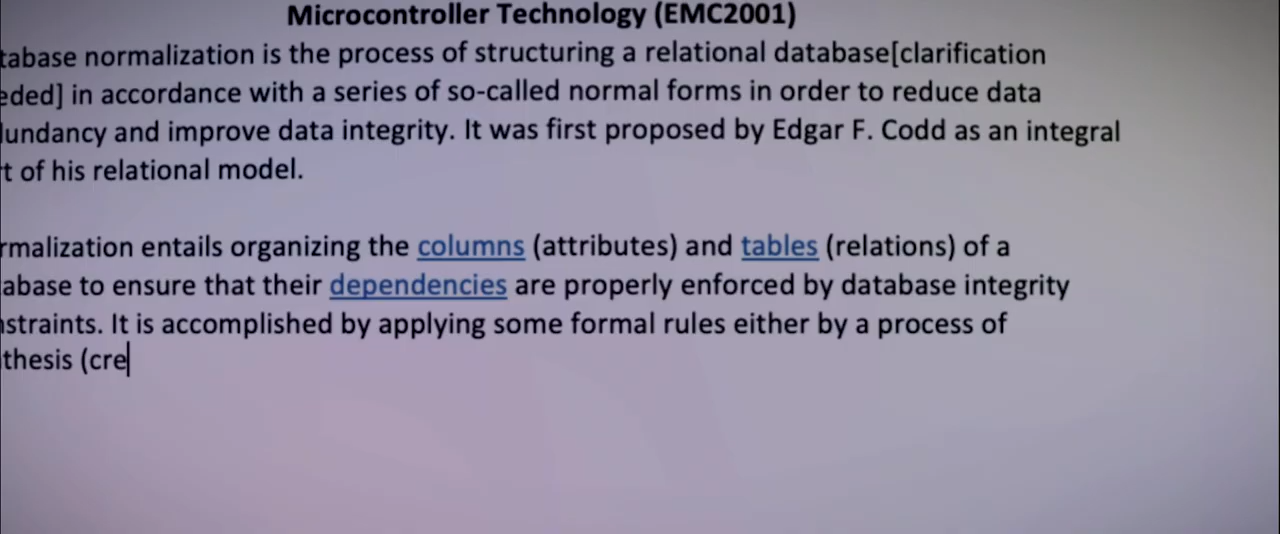 Microcontroller Technology (EMC2001)
tabase normalization is the process of structuring a relational database[clarification
eded] in accordance with a series of so-called normal forms in order to reduce data
lundancy and improve data integrity. It was first proposed by Edgar F. Codd as an integral
t of his relational model.
rmalization entails organizing the columns (attributes) and tables (relations) of a
abase to ensure that their dependencies are properly enforced by database integrity
straints. It is accomplished by applying some formal rules either by a process of
thesis (cre